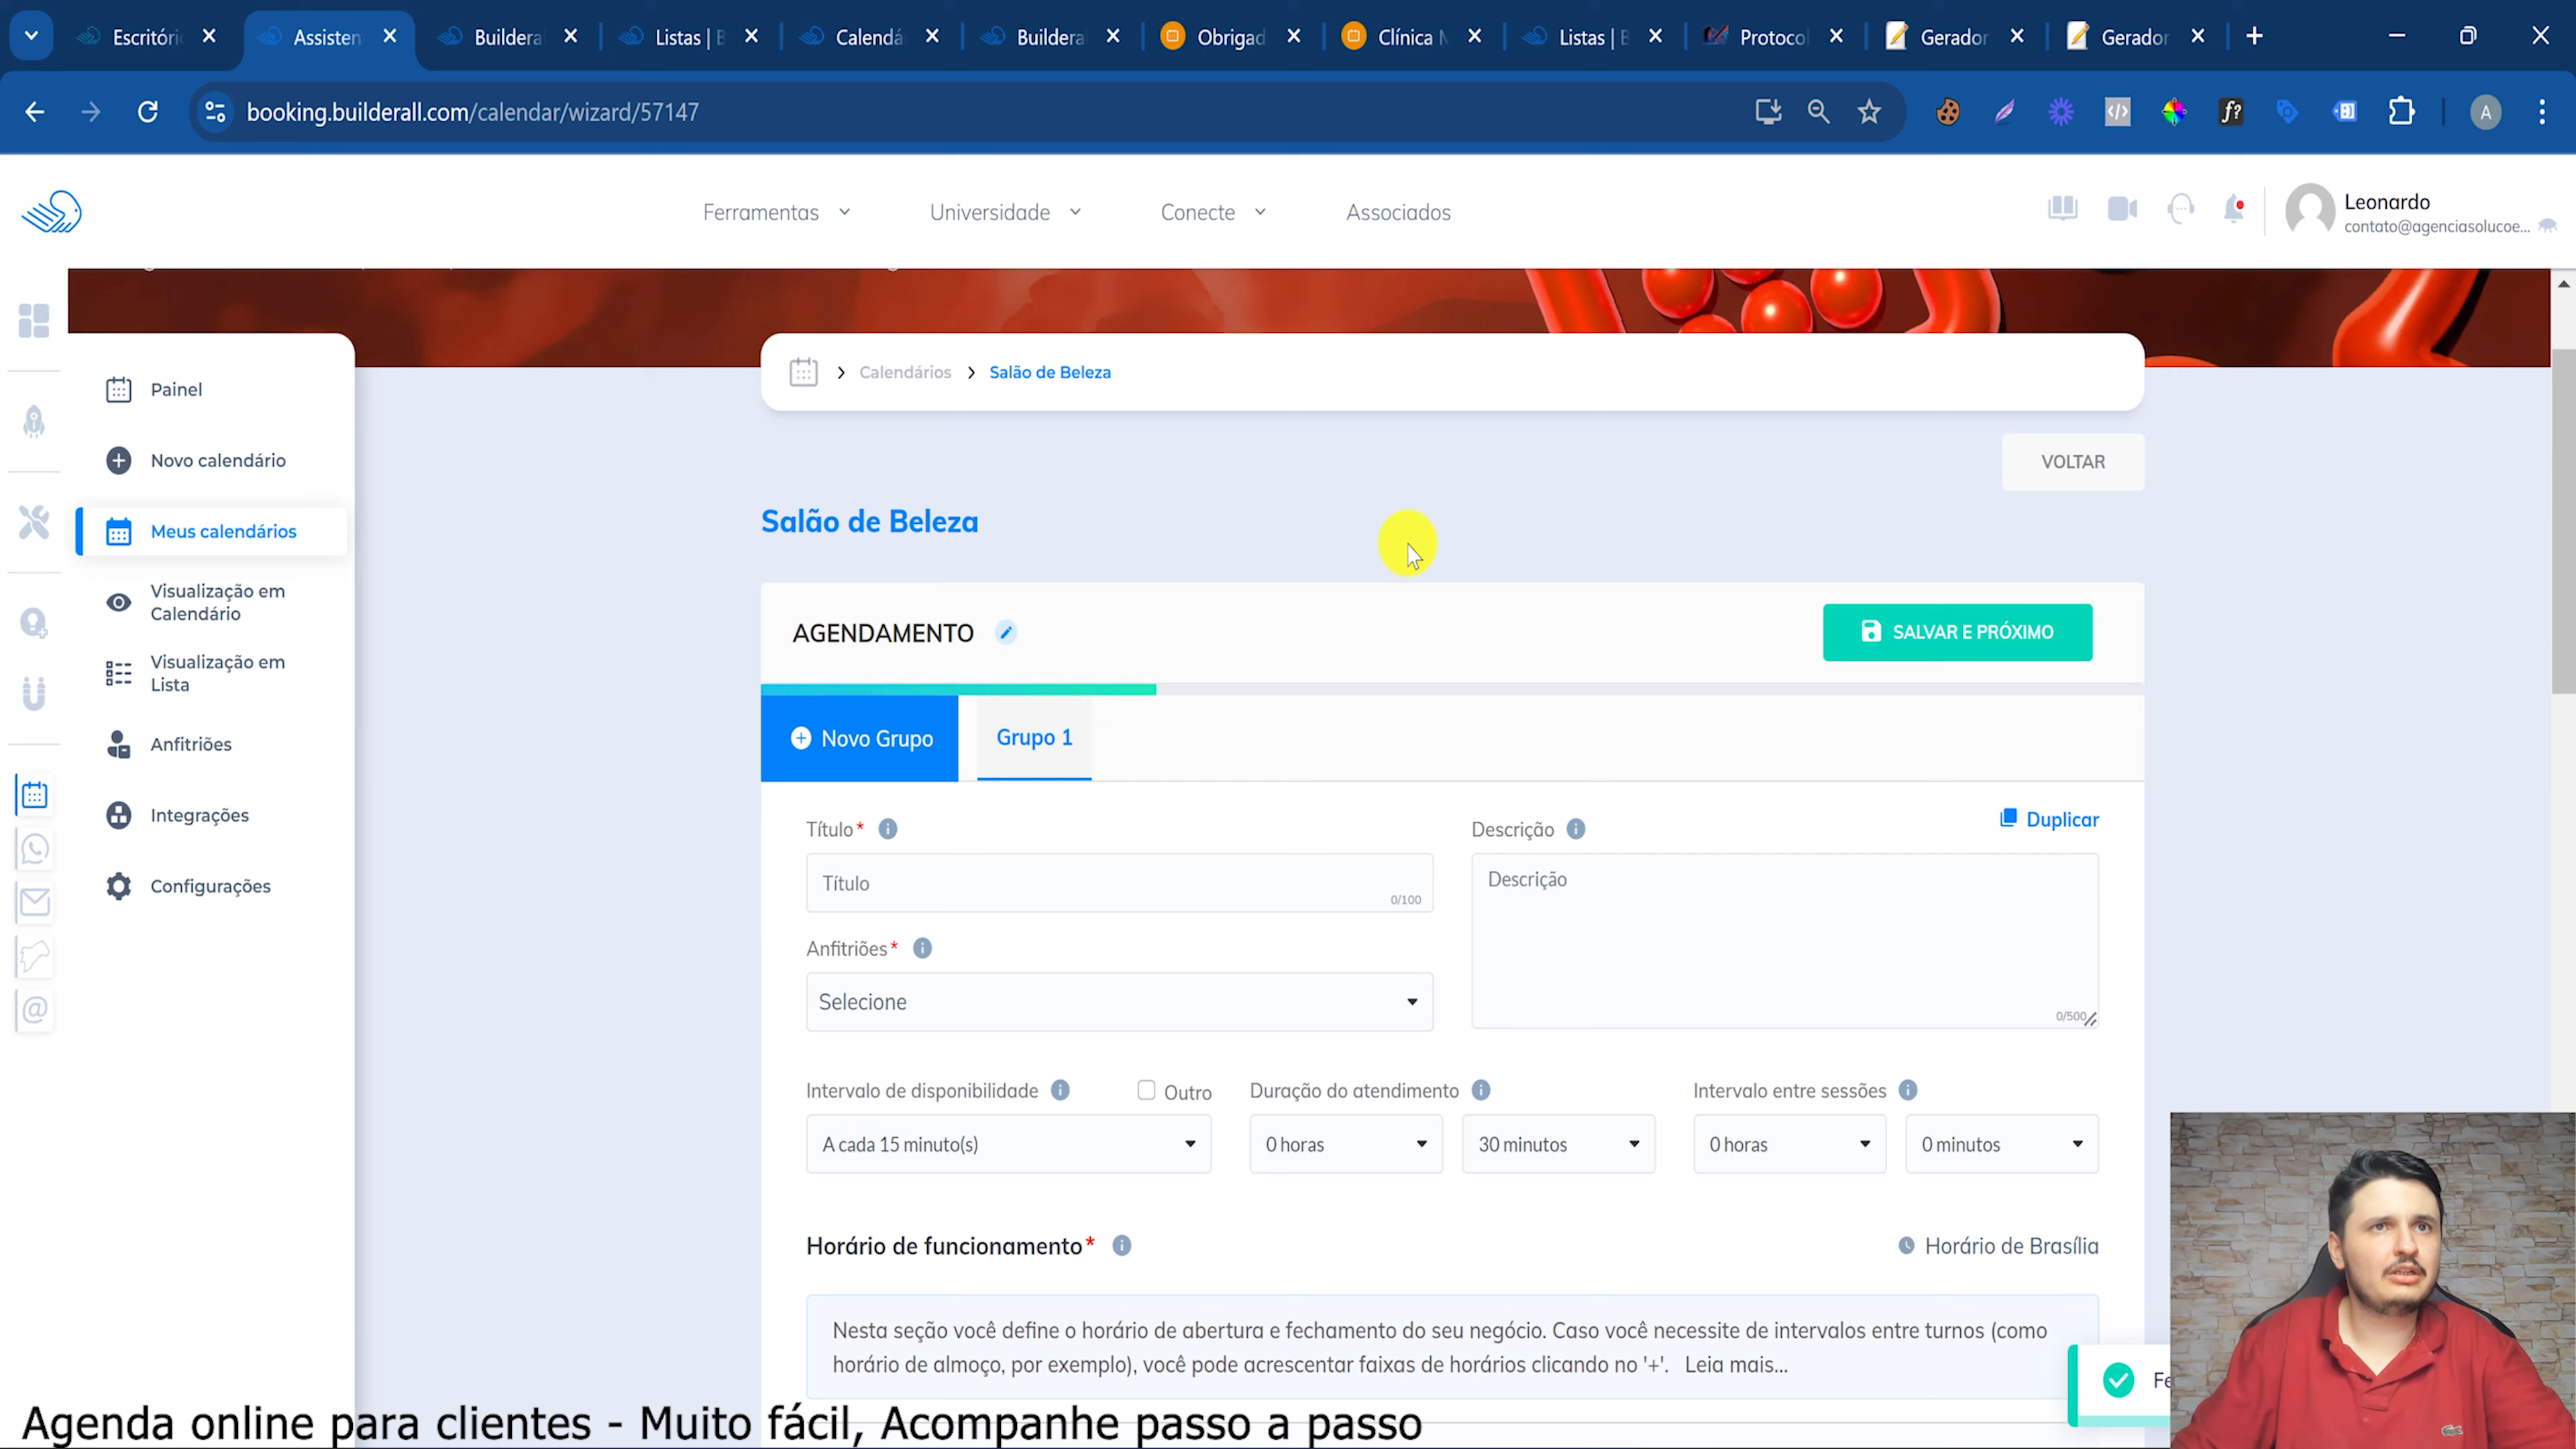 Escritóri
Assisten
Buildera
Listas | B
Calendá
Buildera
Obrigad
Clínica M
Listas | B
Protocol
Gerador
Gerador
booking.builderall.com/calendar/wizard/57147
A
Ferramentas
Universidade
Conecte
Associados
Leonardo
contato@agenciasolucoe...
Painel
Novo calendário
Meus calendários
Visualização em
Calendário
Visualização em
Lista
Anfitriões
Integrações
Configurações
Calendários
Salão de Beleza
VOLTAR
Salão de Beleza
AGENDAMENTO
SALVAR E PRÓXIMO
Novo Grupo
Grupo 1
Título*
Descrição
Duplicar
Título
0/100
Descrição
0/500
Anfitriões*
Selecione
Intervalo de disponibilidade
Outro
Duração do atendimento
Intervalo entre sessões
A cada 15 minuto(s)
0 horas
30 minutos
0 horas
0 minutos
Horário de funcionamento*
Horário de Brasília
Nesta seção você define o horário de abertura e fechamento do seu negócio. Caso você necessite de intervalos entre turnos (como
horário de almoço, por exemplo), você pode acrescentar faixas de horários clicando no '+'. Leia mais...
Agenda online para clientes - Muito fácil, Acompanhe passo a passo